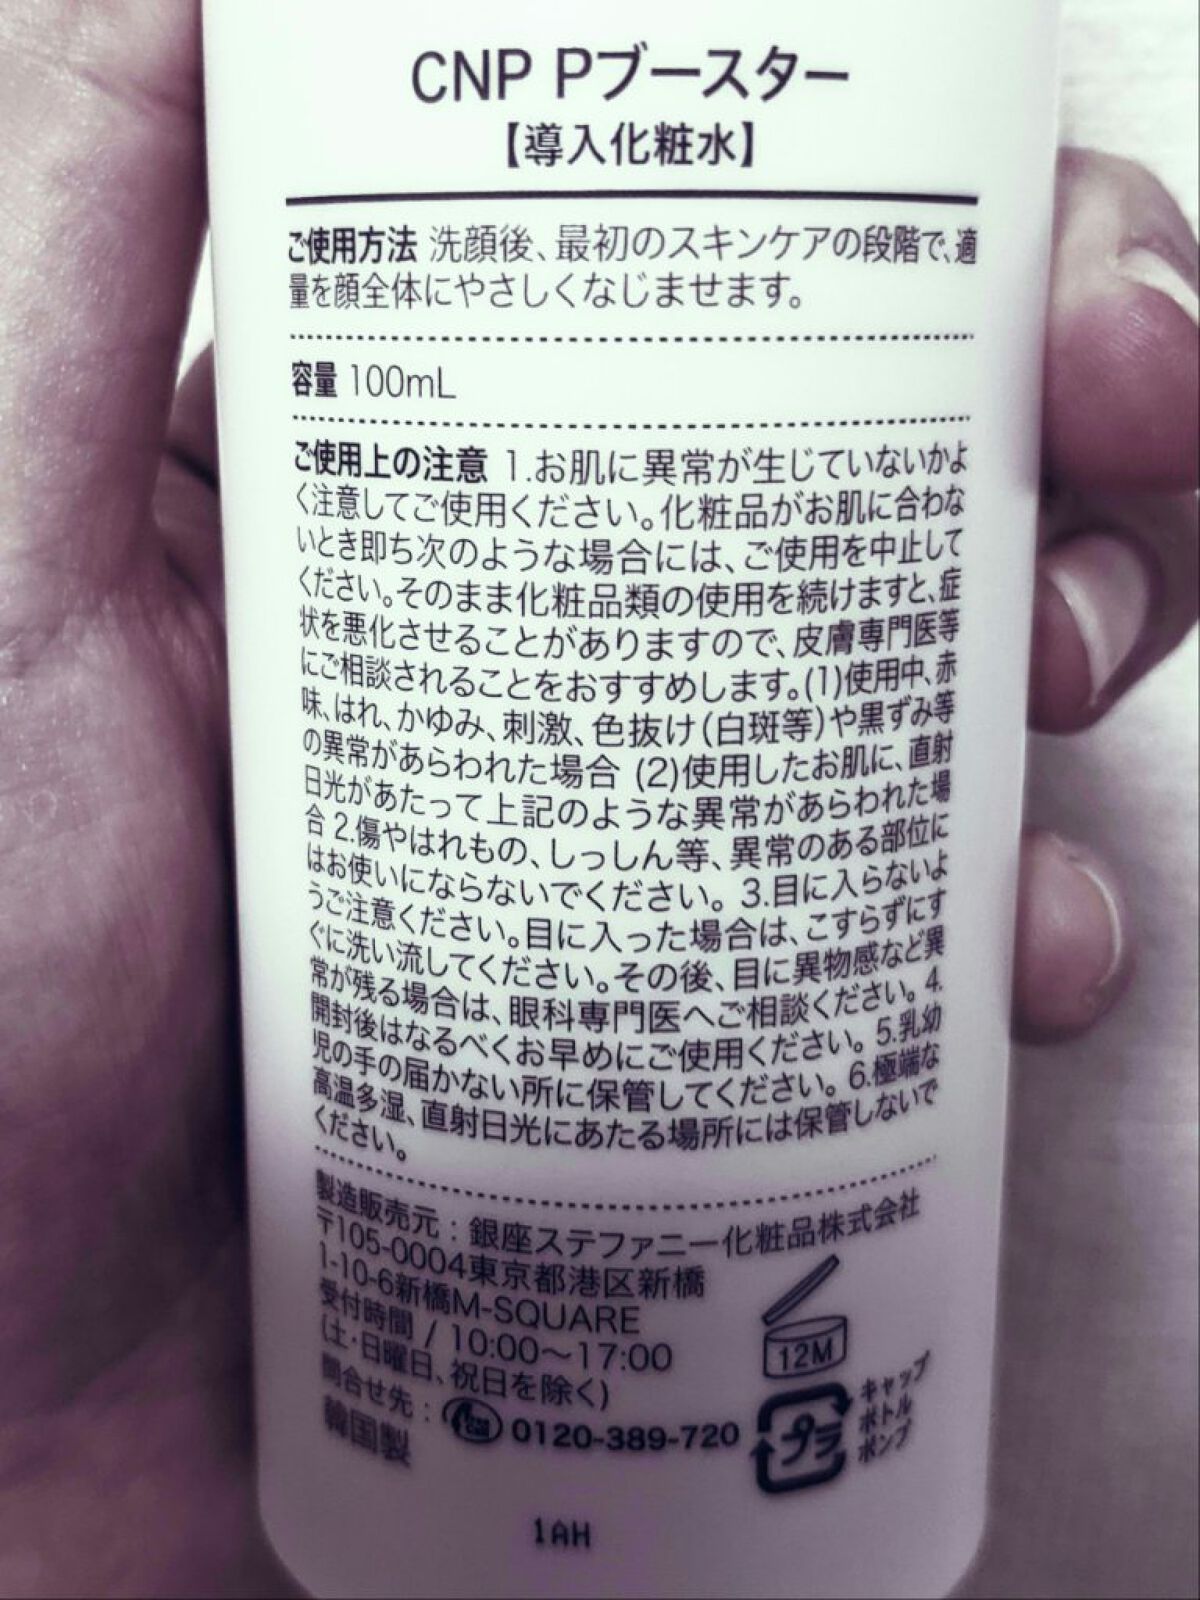 CNP Pブースター
【導入化粧水】
ご使用方法 洗顔後、最初のスキンケアの段階で、適
量を顔全体にやさしくなじませます。
容量 100mL
ご使用上の注意 1.お肌に異常が生じていないかよ
く注意してご使用ください。化粧品がお肌に合わな
いとき即ち次のような場合には、ご使用を中止して
ください。そのまま化粧品類の使用を続けますと、症
状を悪化させることがありますので、皮膚専門医等
にご相談されることをおすすめします。(1)使用中、赤
味、はれ、かゆみ、刺激、色抜け(白斑等)や黒ずみ等
の異常があらわれた場合 (2)使用したお肌に、直射
日光があたって上記のような異常があらわれた場
合 2.傷やはれもの、しっしん等、異常のある部位に
はお使いにならないでください。 3.目に入らないよ
うご注意ください。目に入った場合は、こすらずにす
ぐに洗い流してください。その後、目に異物感など異
常が残る場合は、眼科専門医へご相談ください。 4.
開封後はなるべくお早めにご使用ください。 5.乳幼
児の手の届かない所に保管してください。 6.極端な
高温多湿、直射日光にあたる場所には保管しないで
ください。
製造販売元 : 銀座ステファニー化粧品株式会社
〒105-0004東京都港区新橋
1-10-6新橋M-SQUARE
受付時間 / 10:00～17:00
(土・日曜日、祝日を除く)
問合せ先 : 0120-389-720
韓国製
12M
プラ
キャップ
ボトル
ポンプ
1AH